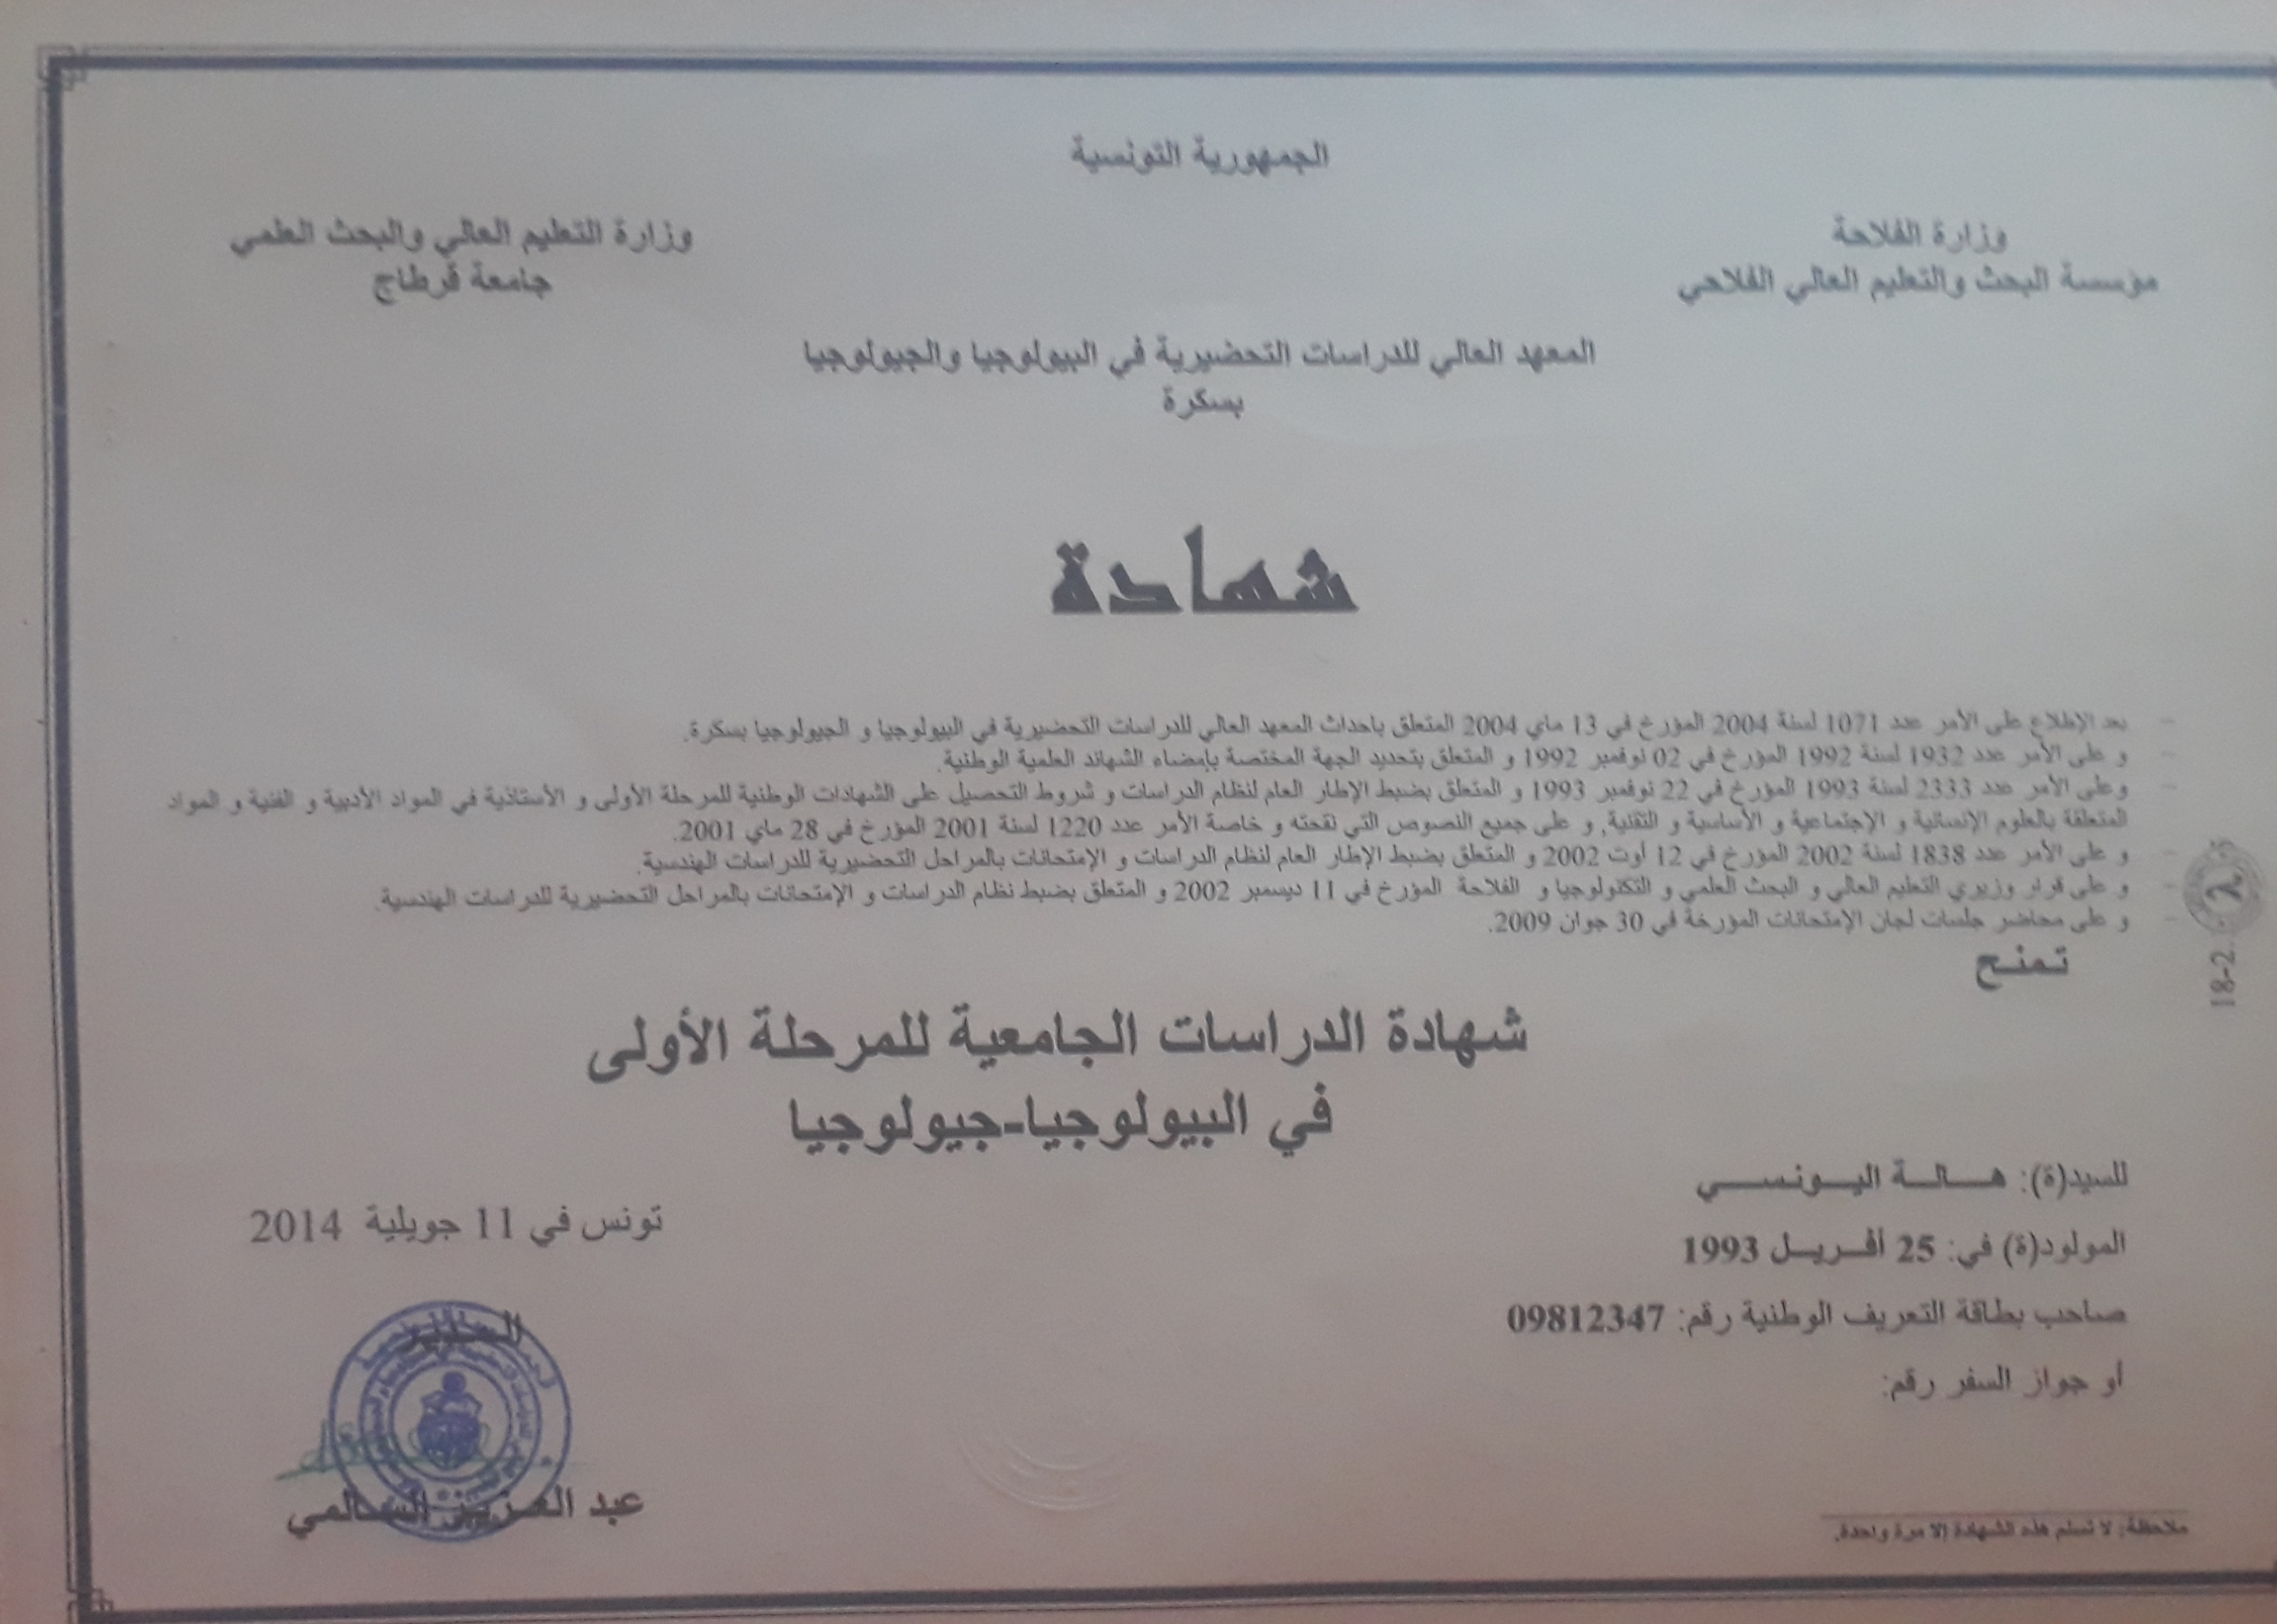 الجمهورية التونسية
وزارة الفلاحة
مؤسسة البحث والتعليم العالي الفلاحي
وزارة التعليم العالي والبحث العلمي
جامعة قرطاج
المعهد العالي للدراسات التحضيرية في البيولوجيا والجيولوجيا
بسكرة
شهادة
- بعد الإطلاع على الأمر عدد 1071 لسنة 2004 المؤرخ في 13 ماي 2004 المتعلق بإحداث المعهد العالي للدراسات التحضيرية في البيولوجيا و الجيولوجيا بسكرة.
- و على الأمر عدد 1932 لسنة 1992 المؤرخ في 02 نوفمبر 1992 و المتعلق بتحديد الجهة المختصة بإمضاء الشهائد العلمية الوطنية.
- وعلى الأمر عدد 2333 لسنة 1993 المؤرخ في 22 نوفمبر 1993 و المتعلق بضبط الإطار العام لنظام الدراسات و شروط التحصيل على الشهادات الوطنية للمرحلة الأولى و الأستاذية في المواد الأدبية و الفنية و المواد
المتعلقة بالعلوم الإنسانية و الإجتماعية و الأساسية و التقنية, و على جميع النصوص التي نقحته و خاصة الأمر عدد 1220 لسنة 2001 المؤرخ في 28 ماي 2001.
- و على الأمر عدد 1838 لسنة 2002 المؤرخ في 12 أوت 2002 و المتعلق بضبط الإطار العام لنظام الدراسات و الإمتحانات بالمراحل التحضيرية للدراسات الهندسية.
- و على قرار وزيري التعليم العالي و البحث العلمي و التكنولوجيا و الفلاحة المؤرخ في 11 ديسمبر 2002 و المتعلق بضبط نظام الدراسات و الإمتحانات بالمراحل التحضيرية للدراسات الهندسية.
- و على محاضر جلسات لجان الإمتحانات المؤرخة في 30 جوان 2009.
تمنح
18-2
شهادة الدراسات الجامعية للمرحلة الأولى
في البيولوجيا-جيولوجيا
للسيد(ة): هالة اليونسي
المولود(ة) في: 25 أفريل 1993
صاحب بطاقة التعريف الوطنية رقم: 09812347
أو جواز السفر رقم:
تونس في 11 جويلية 2014
عبد العزيز السالمي
ملاحظة: لا تسلم هذه الشهادة إلا مرة واحدة.